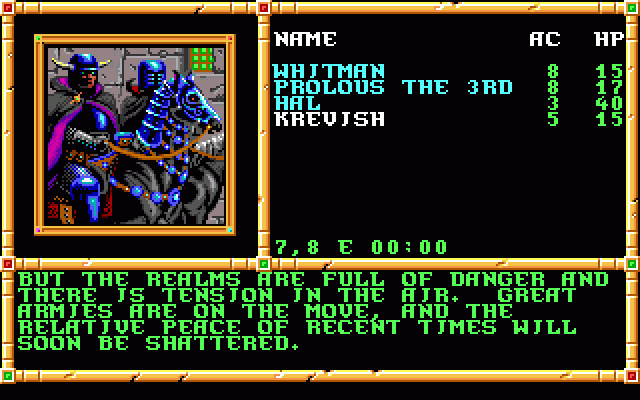 NAME AC HP
WHITMAN 8 15
PROLOUS THE 3RD 8 17
HAL 3 40
KREVISH 5 15
7,8 E 00:00
BUT THE REALMS ARE FULL OF DANGER AND
THERE IS TENSION IN THE AIR. GREAT
ARMIES ARE ON THE MOVE, AND THE
RELATIVE PEACE OF RECENT TIMES WILL
SOON BE SHATTERED.